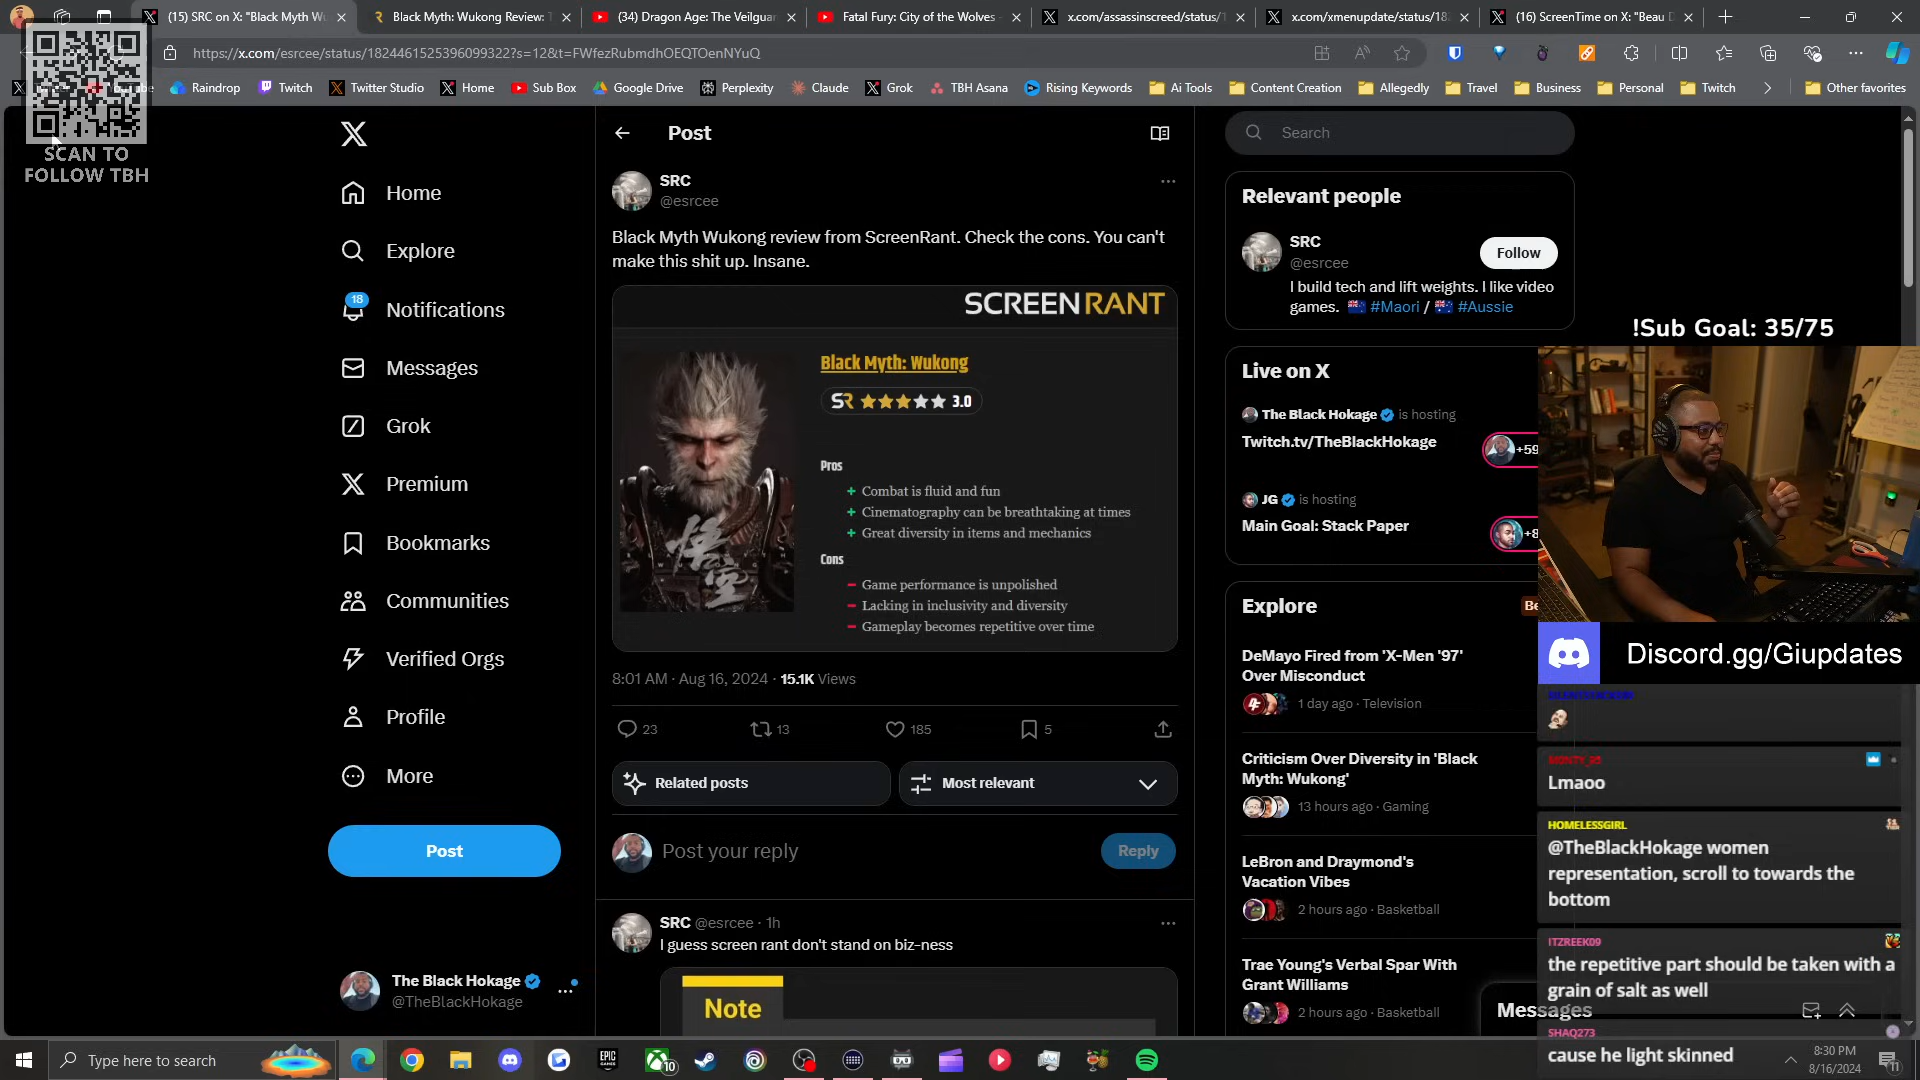 (15) SRC on X: "Black Myth Wu
Black Myth: Wukong Review: T
(34) Dragon Age: The Veilguar
Fatal Fury: City of the Wolves -
x.com/assassinscreed/status/1
x.com/xmenupdate/status/18
(16) ScreenTime on X: "Beau D
https://x.com/esrcee/status/1824461525396099322?s=12&t=FWfezRubmdhOEQTOenNYuQ
Raindrop
Twitch
Twitter Studio
Home
Sub Box
Google Drive
Perplexity
Claude
Grok
TBH Asana
Rising Keywords
Ai Tools
Content Creation
Allegedly
Travel
Business
Personal
Twitch
Other favorites
SCAN TO
FOLLOW TBH
Home
Explore
18
Notifications
Messages
Grok
Premium
Bookmarks
Communities
Verified Orgs
Profile
More
Post
The Black Hokage
@TheBlackHokage
Post
SRC
@esrcee
Black Myth Wukong review from ScreenRant. Check the cons. You can't
make this shit up. Insane.
SCREENRANT
Black Myth: Wukong
SR 3.0
悟空
Pros
+ Combat is fluid and fun
+ Cinematography can be breathtaking at times
+ Great diversity in items and mechanics
Cons
− Game performance is unpolished
− Lacking in inclusivity and diversity
− Gameplay becomes repetitive over time
8:01 AM · Aug 16, 2024 · 15.1K Views
23
13
185
5
Related posts
Most relevant
Post your reply
Reply
SRC @esrcee · 1h
I guess screen rant don't stand on biz-ness
Note
Search
Relevant people
SRC
@esrcee
Follow
I build tech and lift weights. I like video
games. #Maori / #Aussie
Live on X
The Black Hokage is hosting
Twitch.tv/TheBlackHokage
+59
JG is hosting
Main Goal: Stack Paper
+8
Explore
Be
DeMayo Fired from 'X-Men '97'
Over Misconduct
1 day ago · Television
Criticism Over Diversity in 'Black
Myth: Wukong'
13 hours ago · Gaming
LeBron and Draymond's
Vacation Vibes
2 hours ago · Basketball
Trae Young's Verbal Spar With
Grant Williams
2 hours ago · Basketball
Messages
!Sub Goal: 35/75
Discord.gg/Giupdates
Lmaoo
HOMELESSGIRL
@TheBlackHokage women
representation, scroll to towards the
bottom
ITZREEK09
the repetitive part should be taken with a
grain of salt as well
SHAQ273
cause he light skinned
Type here to search
EPIC
10
8:30 PM
8/16/2024
11